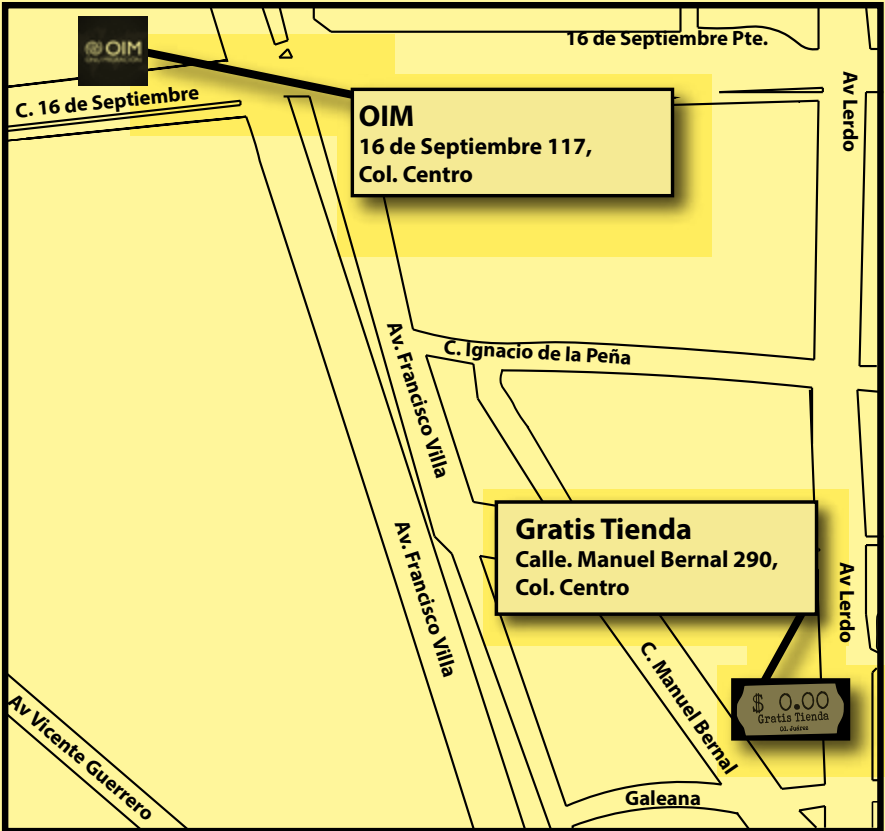 16 de Septiembre Pte.
OIM
C. 16 de Septiembre
Av Lerdo
OIM
16 de Septiembre 117,
Col. Centro
Av. Francisco Villa
C. Ignacio de la Peña
Gratis Tienda
Calle. Manuel Bernal 290,
Col. Centro
Av. Francisco Villa
Av Lerdo
C. Manuel Bernal
$ 0.00
Gratis Tienda
Cd. Juárez
Av Vicente Guerrero
Galeana